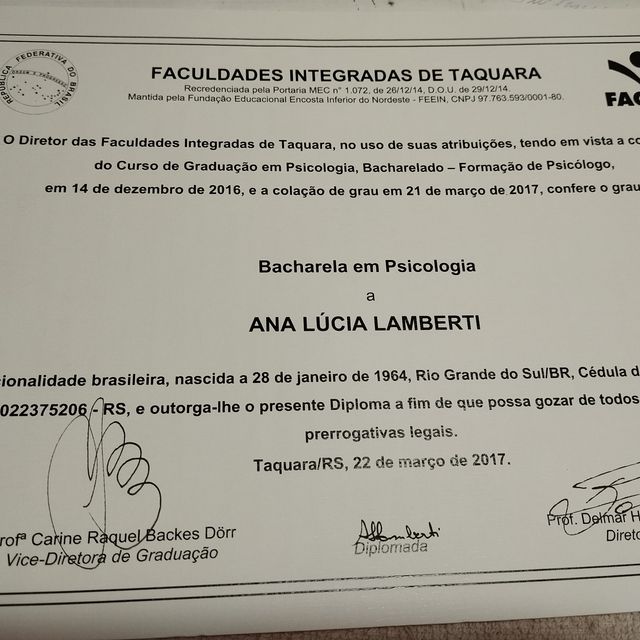 REPÚBLICA FEDERATIVA DO BRASIL
FACULDADES INTEGRADAS DE TAQUARA
Recredenciada pela Portaria MEC n° 1.072, de 26/12/14, D.O.U. de 29/12/14.
Mantida pela Fundação Educacional Encosta Inferior do Nordeste - FEEIN, CNPJ 97.763.593/0001-80.
FAC
O Diretor das Faculdades Integradas de Taquara, no uso de suas atribuições, tendo em vista a co
do Curso de Graduação em Psicologia, Bacharelado – Formação de Psicólogo,
em 14 de dezembro de 2016, e a colação de grau em 21 de março de 2017, confere o grau
Bacharela em Psicologia
a
ANA LÚCIA LAMBERTI
cionalidade brasileira, nascida a 28 de janeiro de 1964, Rio Grande do Sul/BR, Cédula d
022375206 - RS, e outorga-lhe o presente Diploma a fim de que possa gozar de todos
prerrogativas legais.
Taquara/RS, 22 de março de 2017.
rofª Carine Raquel Backes Dörr
Vice-Diretora de Graduação
Diplomada
Prof. Delmar H
Direto